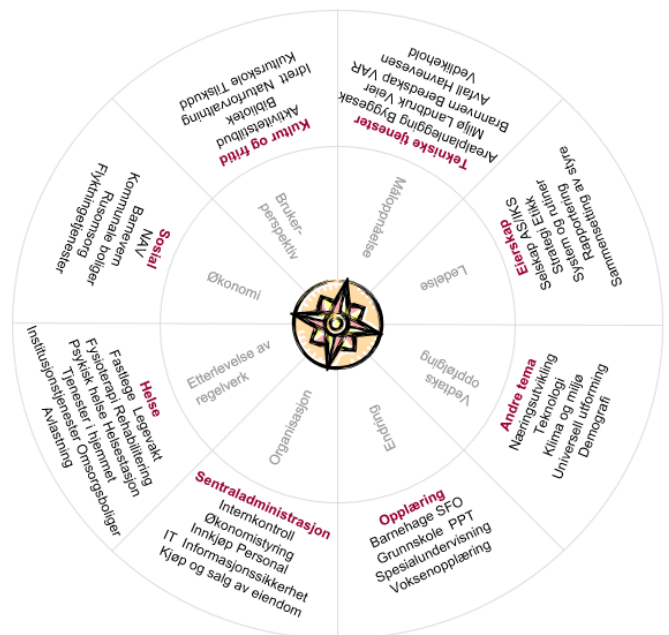 Kultur og fritid
Aktivitetstilbud
Bibliotek
Idrett Naturforvaltning
Kulturskole Tilskudd
Tekniske tjenester
Arealplanlegging Byggesak
Miljø Landbruk Veier
Brannvern Beredskap VAR
Avfall Havnevesen
Vedlikehold
Eierskap
Selskap AS/IKS
Strategi Etikk
System og rutiner
Rapportering
Sammensetting av styre
Andre tema
Næringsutvikling
Teknologi
Klima og miljø
Universell utforming
Demografi
Opplæring
Barnehage SFO
Grunnskole PPT
Spesialundervisning
Voksenopplæring
Sentraladministrasjon
Internkontroll
Økonomistyring
Innkjøp Personal
IT Informasjonssikkerhet
Kjøp og salg av eiendom
Helse
Fastlege Legevakt
Fysioterapi Rehabilitering
Psykisk helse Helsestasjon
Tjenester i hjemmet
Institusjonstjenester Omsorgsboliger
Avlastning
Sosial
NAV
Barnevern
Kommunale boliger
Rusomsorg
Flyktningetjenester
Bruker-
perspektiv
Måloppnåelse
Ledelse
Vedtaks
oppfølging
Endring
Organisasjon
Etterlevelse av
regelverk
Økonomi